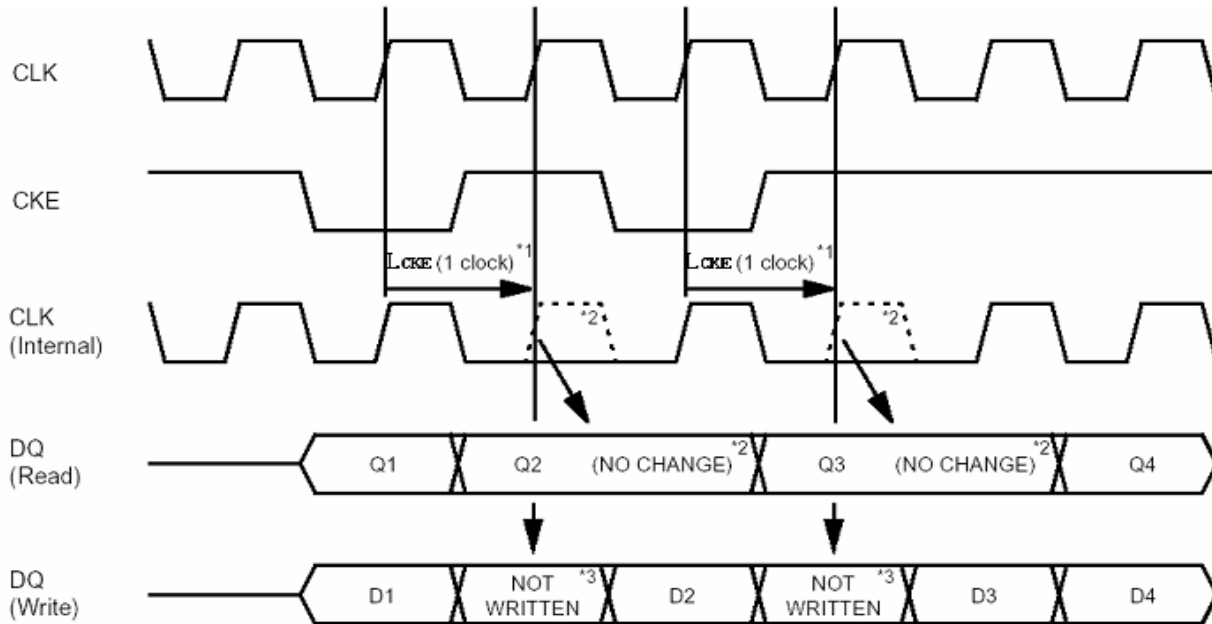 CLK
CKE
LCKE (1 clock) *1
LCKE (1 clock) *1
CLK
(Internal)
*2
*2
DQ
(Read)
Q1
Q2
(NO CHANGE) *2
Q3
(NO CHANGE) *2
Q4
DQ
(Write)
D1
NOT *3
WRITTEN
D2
NOT *3
WRITTEN
D3
D4